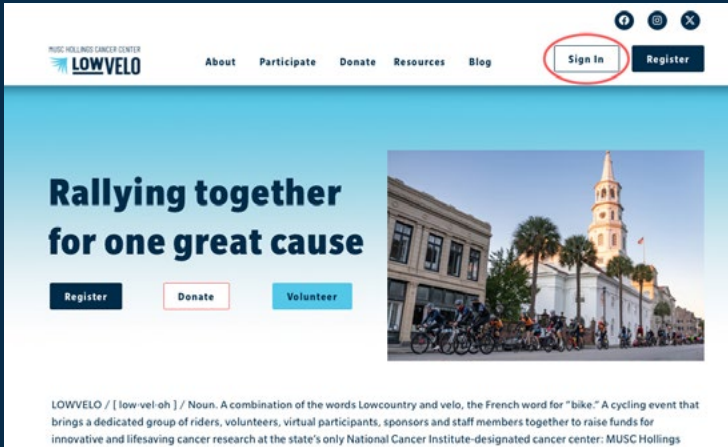 MUSC HOLLINGS CANCER CENTER
LOWVELO
About Participate Donate Resources Blog
Sign In Register
Rallying together
for one great cause
Register Donate Volunteer
LOWVELO / [ low·vel·oh ] / Noun. A combination of the words Lowcountry and velo, the French word for "bike." A cycling event that
brings a dedicated group of riders, volunteers, virtual participants, sponsors and staff members together to raise funds for
innovative and lifesaving cancer research at the state's only National Cancer Institute-designated cancer center: MUSC Hollings